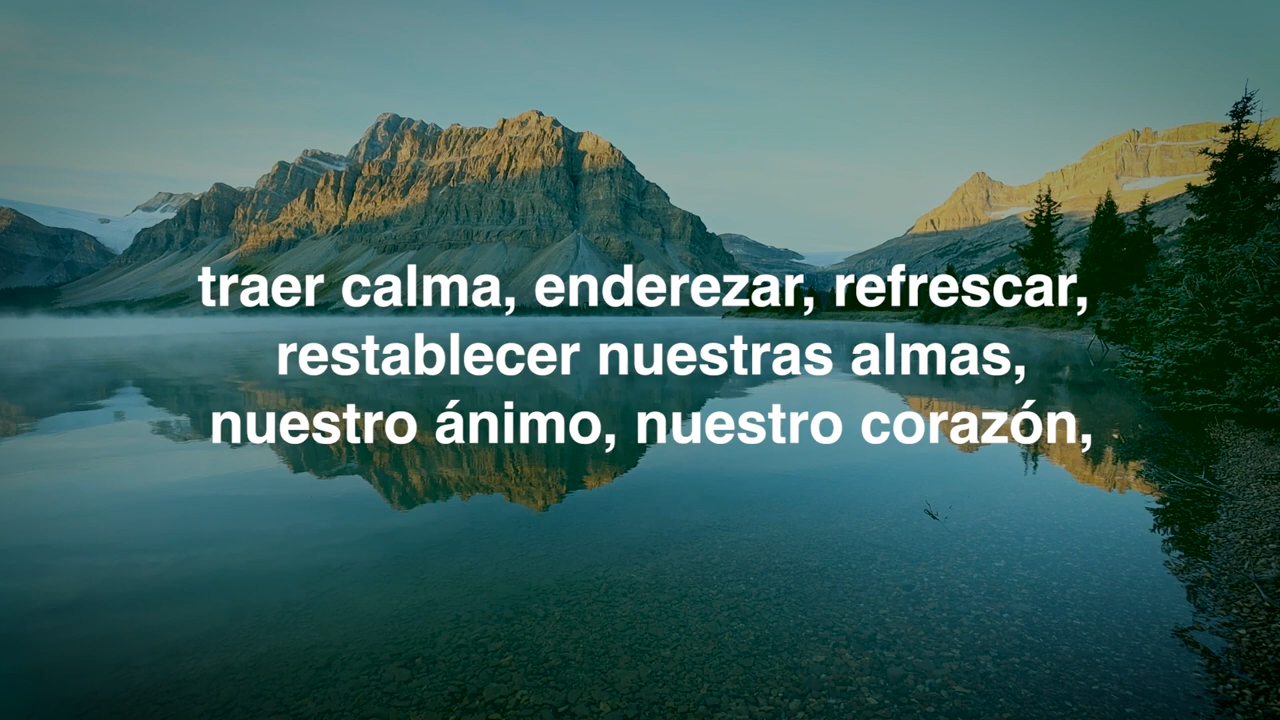 traer calma, enderezar, refrescar,
restablecer nuestras almas,
nuestro ánimo, nuestro corazón,